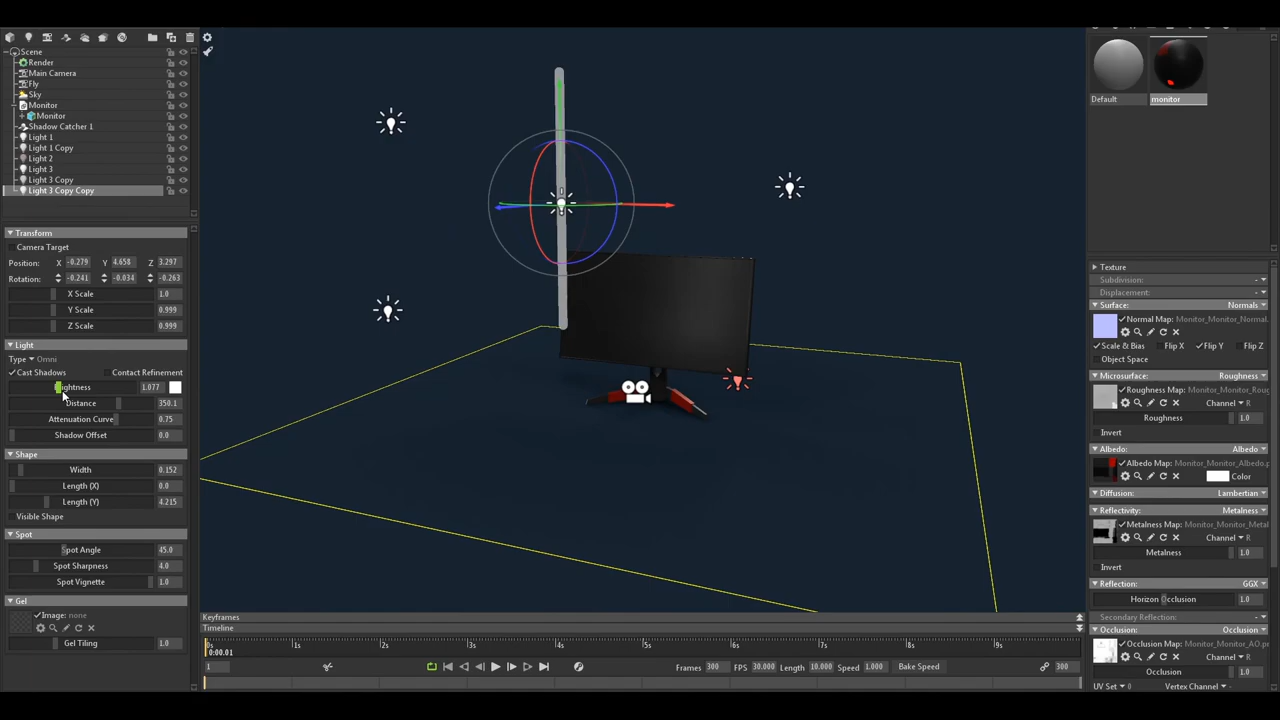 Scene
Render
Main Camera
Fly
Sky
Monitor
Monitor
Shadow Catcher 1
Light 1
Light 1 Copy
Light 2
Light 3
Light 3 Copy
Light 3 Copy Copy
Transform
Camera Target
Position: X -0.279 Y 4.658 Z 3.297
Rotation: -0.241 -0.034 -0.263
X Scale 1.0
Y Scale 0.999
Z Scale 0.999
Light
Type Omni
Cast Shadows Contact Refinement
1.077
Distance 350.1
Attenuation Curve 0.75
Shadow Offset 0.0
Shape
Width 0.152
Length (X) 0.0
Length (Y) 4.215
Visible Shape
Spot
Spot Angle 45.0
Spot Sharpness 4.0
Spot Vignette 1.0
Gel
Image: none
Gel Tiling 1.0
Keyframes
Timeline
0s 1s 2s 3s 4s 5s 6s 7s 8s 9s
0:00.01
1 Frames 300 FPS 30.000 Length 10.000 Speed 1.000 Bake Speed 300
Default monitor
Texture
Subdivision: -
Displacement: -
Surface: Normals
Normal Map: Monitor_Monitor_Normal.
Scale & Bias Flip X Flip Y Flip Z
Object Space
Microsurface: Roughness
Roughness Map: Monitor_Monitor_Roug
Channel R
Roughness 1.0
Invert
Albedo: Albedo
Albedo Map: Monitor_Monitor_Albedo.p
Color
Diffusion: Lambertian
Reflectivity: Metalness
Metalness Map: Monitor_Monitor_Metal
Channel R
Metalness 1.0
Invert
Reflection: GGX
Horizon Occlusion 1.0
Secondary Reflection: -
Occlusion: Occlusion
Occlusion Map: Monitor_Monitor_AO.p
Channel R
Occlusion 1.0
UV Set 0 Vertex Channel -